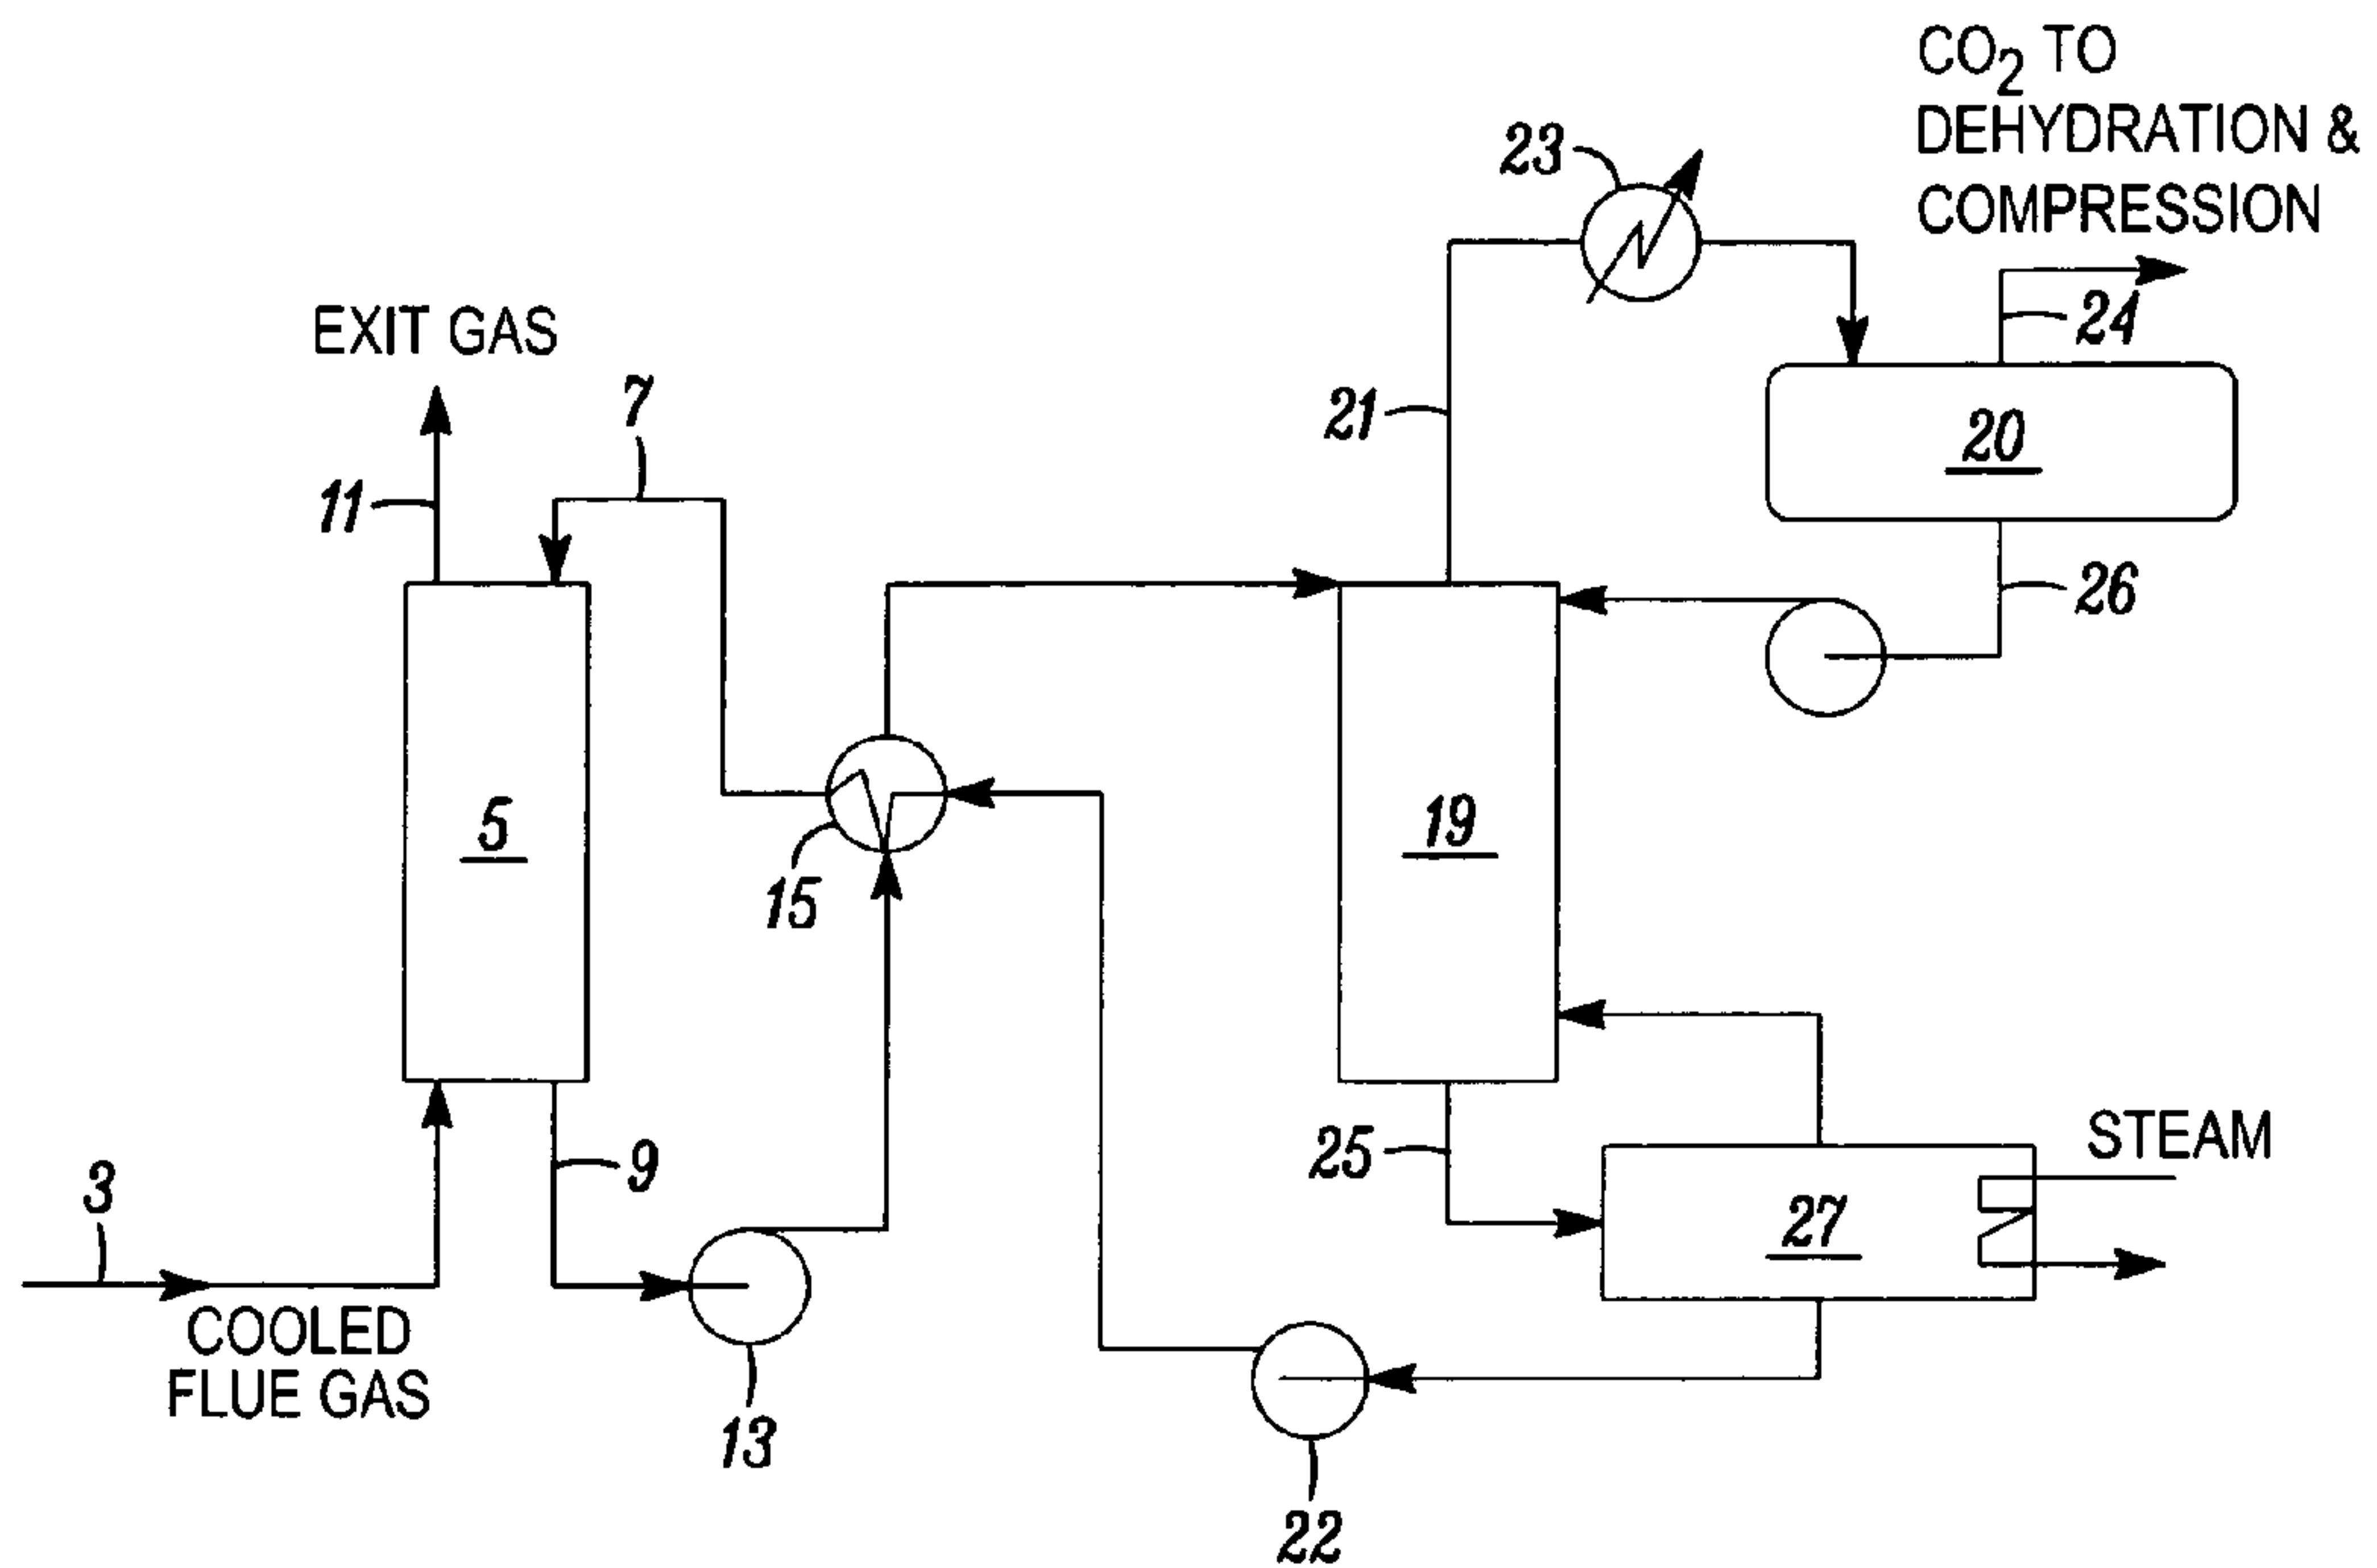 CO2 TO
DEHYDRATION &
COMPRESSION
23
24
EXIT GAS
7
21
20
11
26
5
19
15
25
STEAM
9
3
27
COOLED
FLUE GAS
13
22